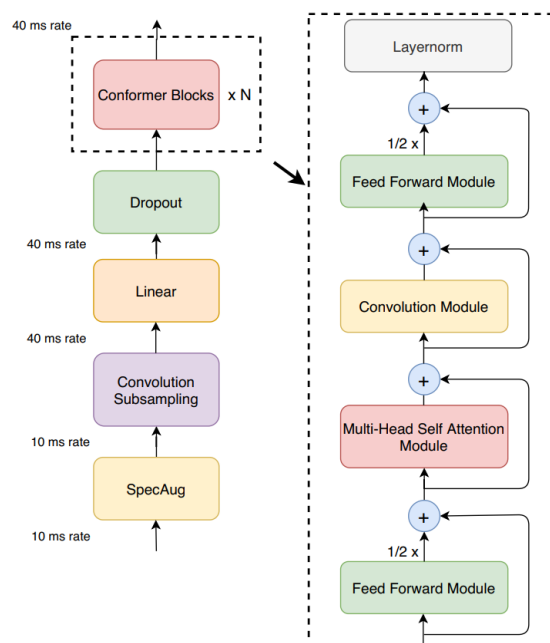 40 ms rate
Conformer Blocks
x N
Dropout
40 ms rate
Linear
40 ms rate
Convolution
Subsampling
10 ms rate
SpecAug
10 ms rate
Layernorm
+
1/2 x
Feed Forward Module
+
Convolution Module
+
Multi-Head Self Attention
Module
+
1/2 x
Feed Forward Module